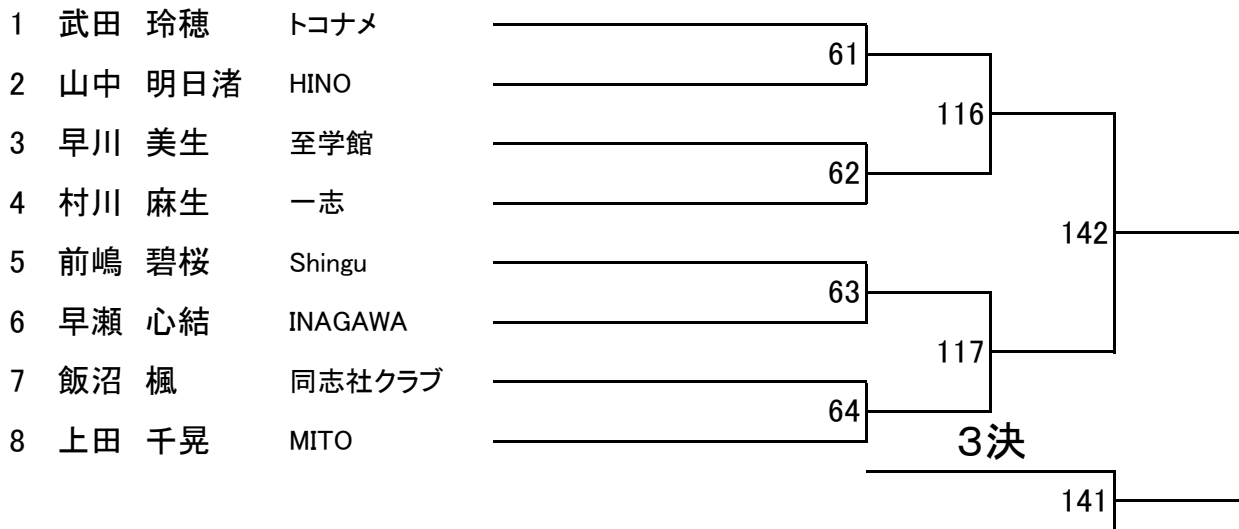 1 武田 玲穂 トコナメ
61
2 山中 明日渚 HINO
116
3 早川 美生 至学館
62
4 村川 麻生 一志
142
5 前嶋 碧桜 Shingu
63
6 早瀬 心結 INAGAWA
117
7 飯沼 楓 同志社クラブ
64
8 上田 千晃 MITO
3決
141